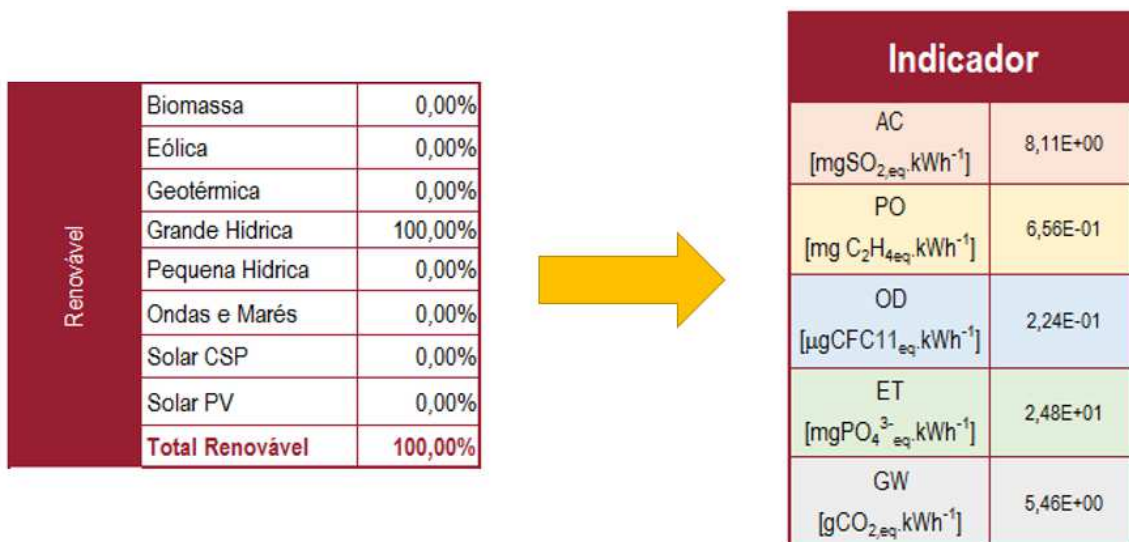 Renovável
Biomassa 0,00%
Eólica 0,00%
Geotérmica 0,00%
Grande Hídrica 100,00%
Pequena Hídrica 0,00%
Ondas e Marés 0,00%
Solar CSP 0,00%
Solar PV 0,00%
Total Renovável 100,00%
Indicador
AC
[mgSO₂,eq.kWh⁻¹] 8,11E+00
PO
[mg C₂H₄eq.kWh⁻¹] 6,56E-01
OD
[µgCFC11eq.kWh⁻¹] 2,24E-01
ET
[mgPO₄³⁻eq.kWh⁻¹] 2,48E+01
GW
[gCO₂,eq.kWh⁻¹] 5,46E+00